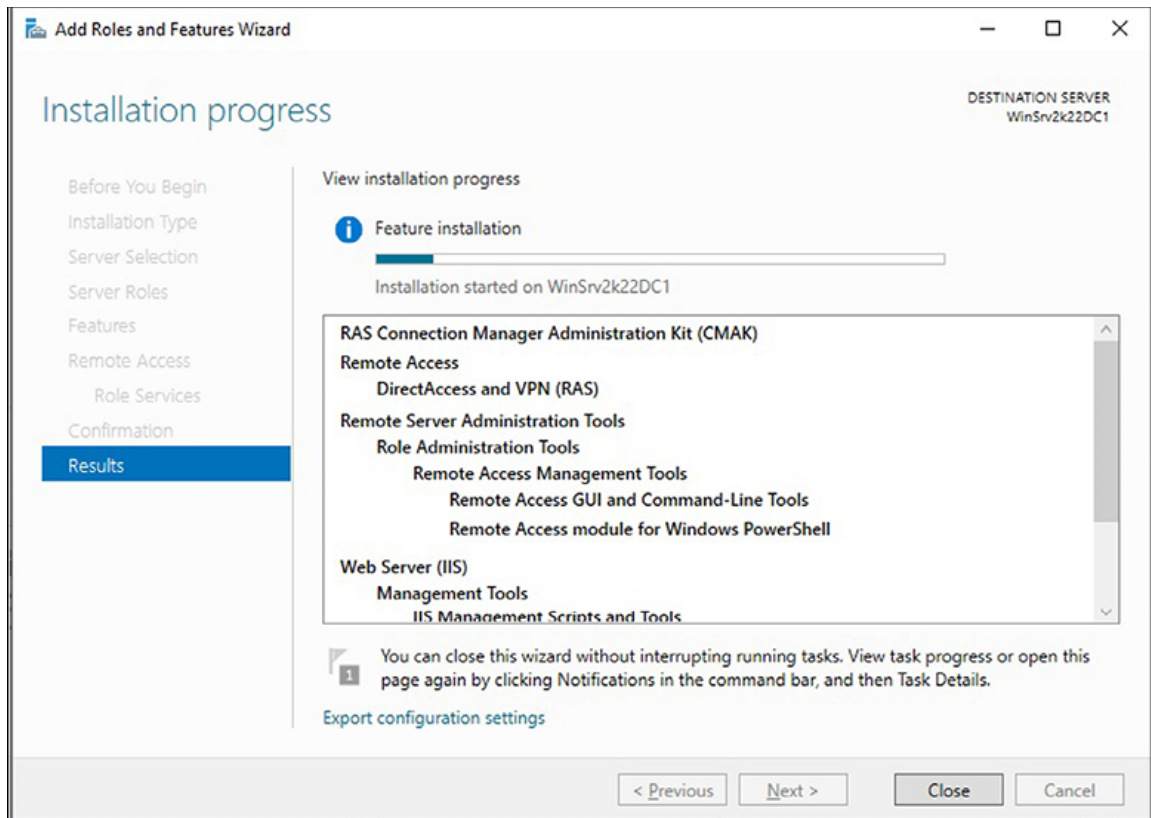 Add Roles and Features Wizard
Installation progress
DESTINATION SERVER
WinSrv2k22DC1
Before You Begin
Installation Type
Server Selection
Server Roles
Features
Remote Access
Role Services
Confirmation
Results
View installation progress
Feature installation
Installation started on WinSrv2k22DC1
RAS Connection Manager Administration Kit (CMAK)
Remote Access
DirectAccess and VPN (RAS)
Remote Server Administration Tools
Role Administration Tools
Remote Access Management Tools
Remote Access GUI and Command-Line Tools
Remote Access module for Windows PowerShell
Web Server (IIS)
Management Tools
IIS Management Scripts and Tools
1
You can close this wizard without interrupting running tasks. View task progress or open this
page again by clicking Notifications in the command bar, and then Task Details.
Export configuration settings
< Previous
Next >
Close
Cancel